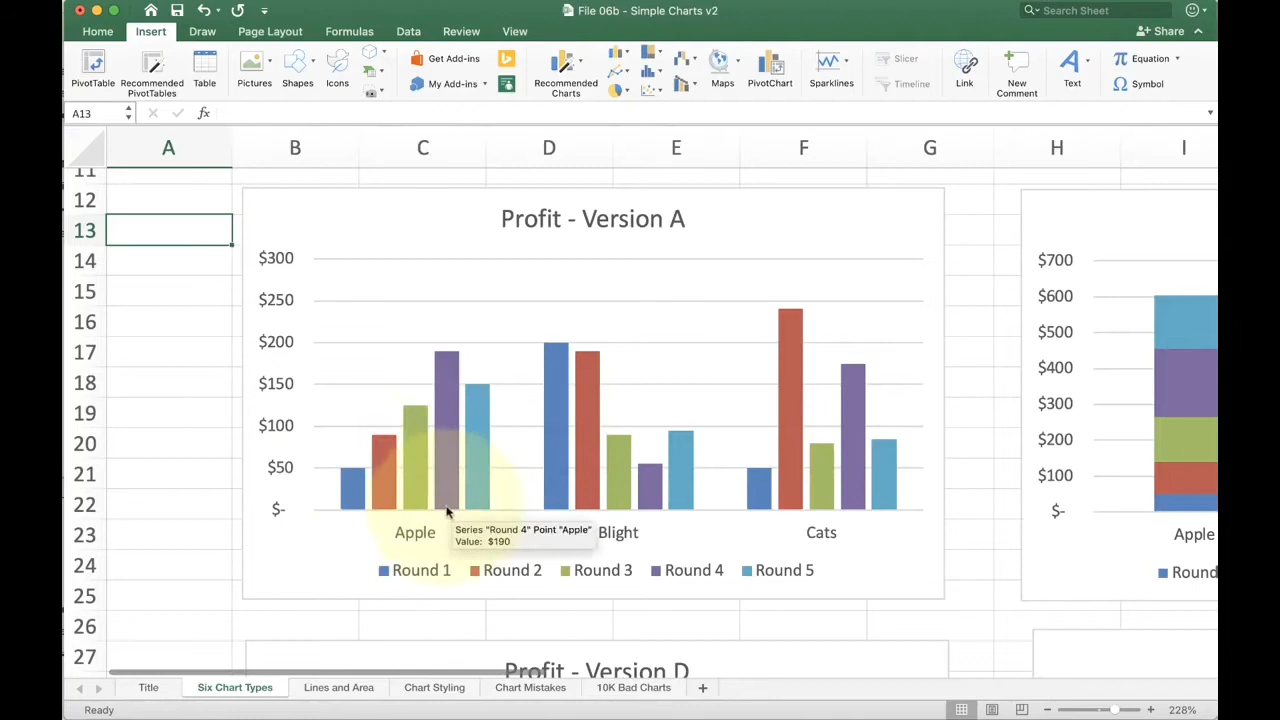 File 06b - Simple Charts v2
Search Sheet
Home Insert Draw Page Layout Formulas Data Review View
Share
PivotTable
Recommended PivotTables
Table
Pictures
Shapes
Icons
Get Add-ins
My Add-ins
Recommended Charts
Maps
PivotChart
Sparklines
Slicer
Timeline
Link
New Comment
Text
Equation
Symbol
A13
fx
A B C D E F G H I
11
12
13
14
15
16
17
18
19
20
21
22
23
24
25
26
27
Profit - Version A
$300
$250
$200
$150
$100
$50
$-
Apple Blight Cats
Series "Round 4" Point "Apple"
Value: $190
Round 1 Round 2 Round 3 Round 4 Round 5
$700
$600
$500
$400
$300
$200
$100
$-
Apple
Round
Profit - Version D
Title Six Chart Types Lines and Area Chart Styling Chart Mistakes 10K Bad Charts
Ready
228%